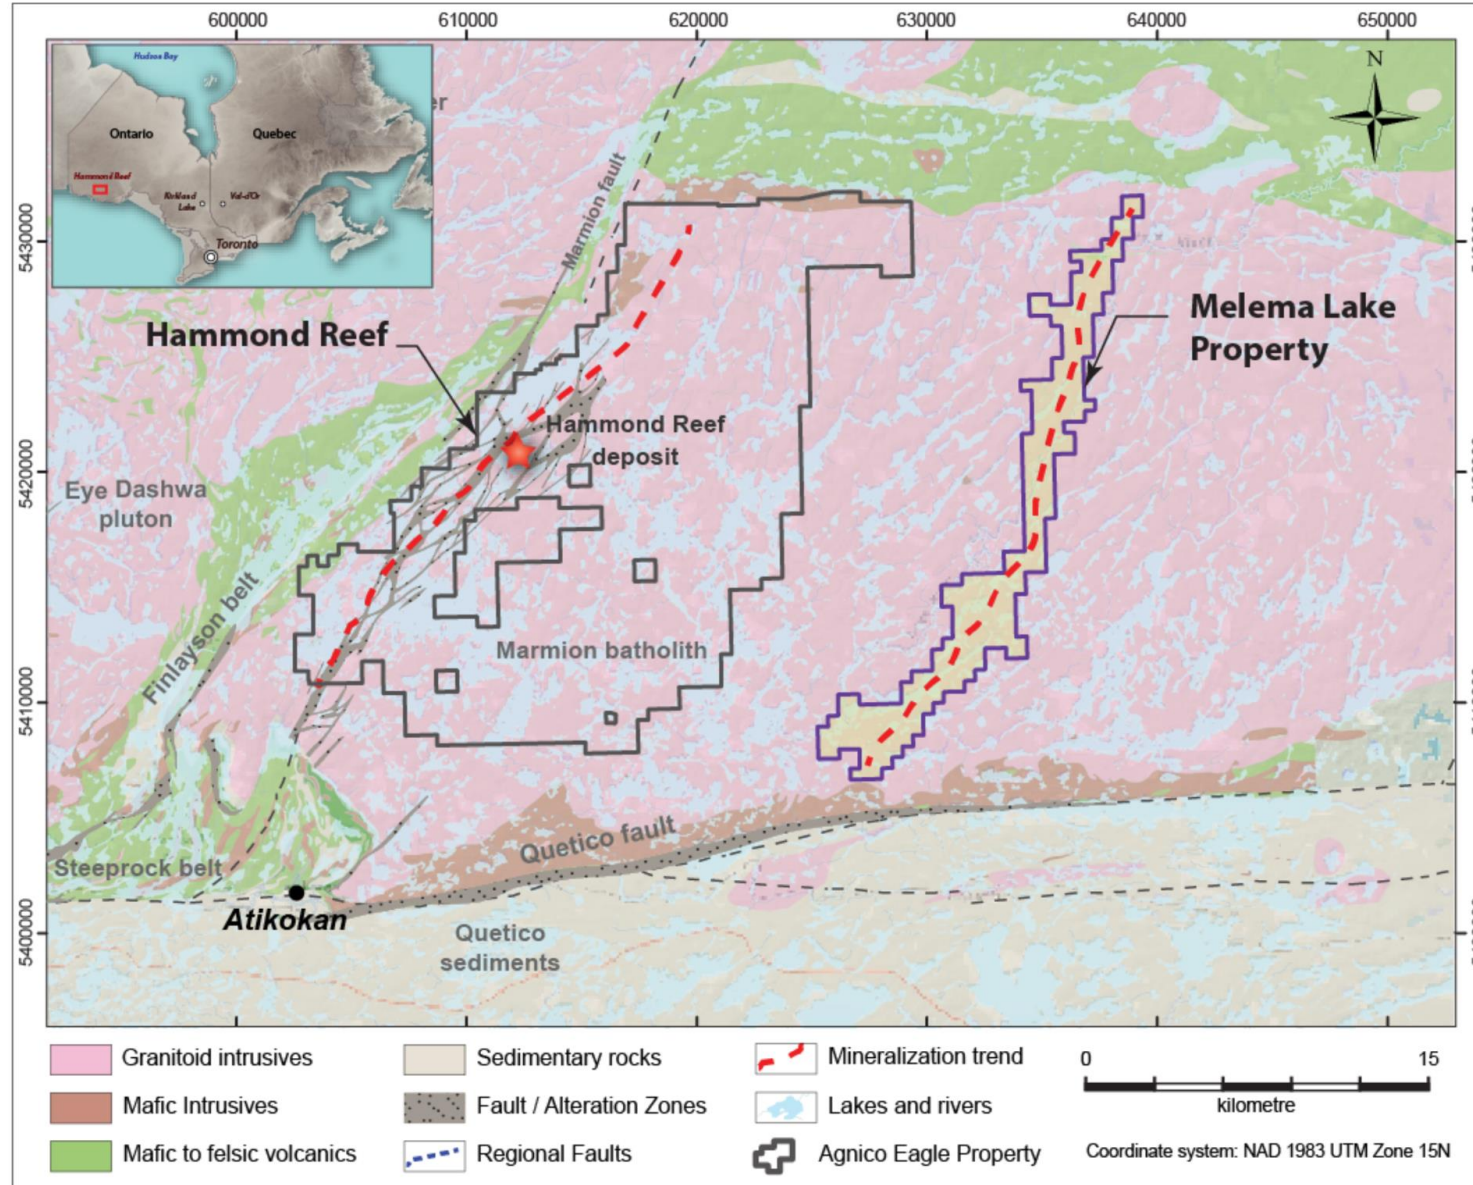 600000
610000
620000
630000
640000
650000
Hudson Bay
Ontario
Quebec
Hammond Reef
Kirkland
Lake
Val-d'Or
Toronto
er
N
5430000
5420000
5410000
5400000
Marmion fault
Hammond Reef
Melema Lake
Property
Hammond Reef
deposit
Eye Dashwa
pluton
Finlayson belt
Marmion batholith
Quetico fault
Steeprock belt
Atikokan
Quetico
sediments
Granitoid intrusives
Mafic Intrusives
Mafic to felsic volcanics
Sedimentary rocks
Fault / Alteration Zones
Regional Faults
Mineralization trend
Lakes and rivers
Agnico Eagle Property
0
15
kilometre
Coordinate system: NAD 1983 UTM Zone 15N